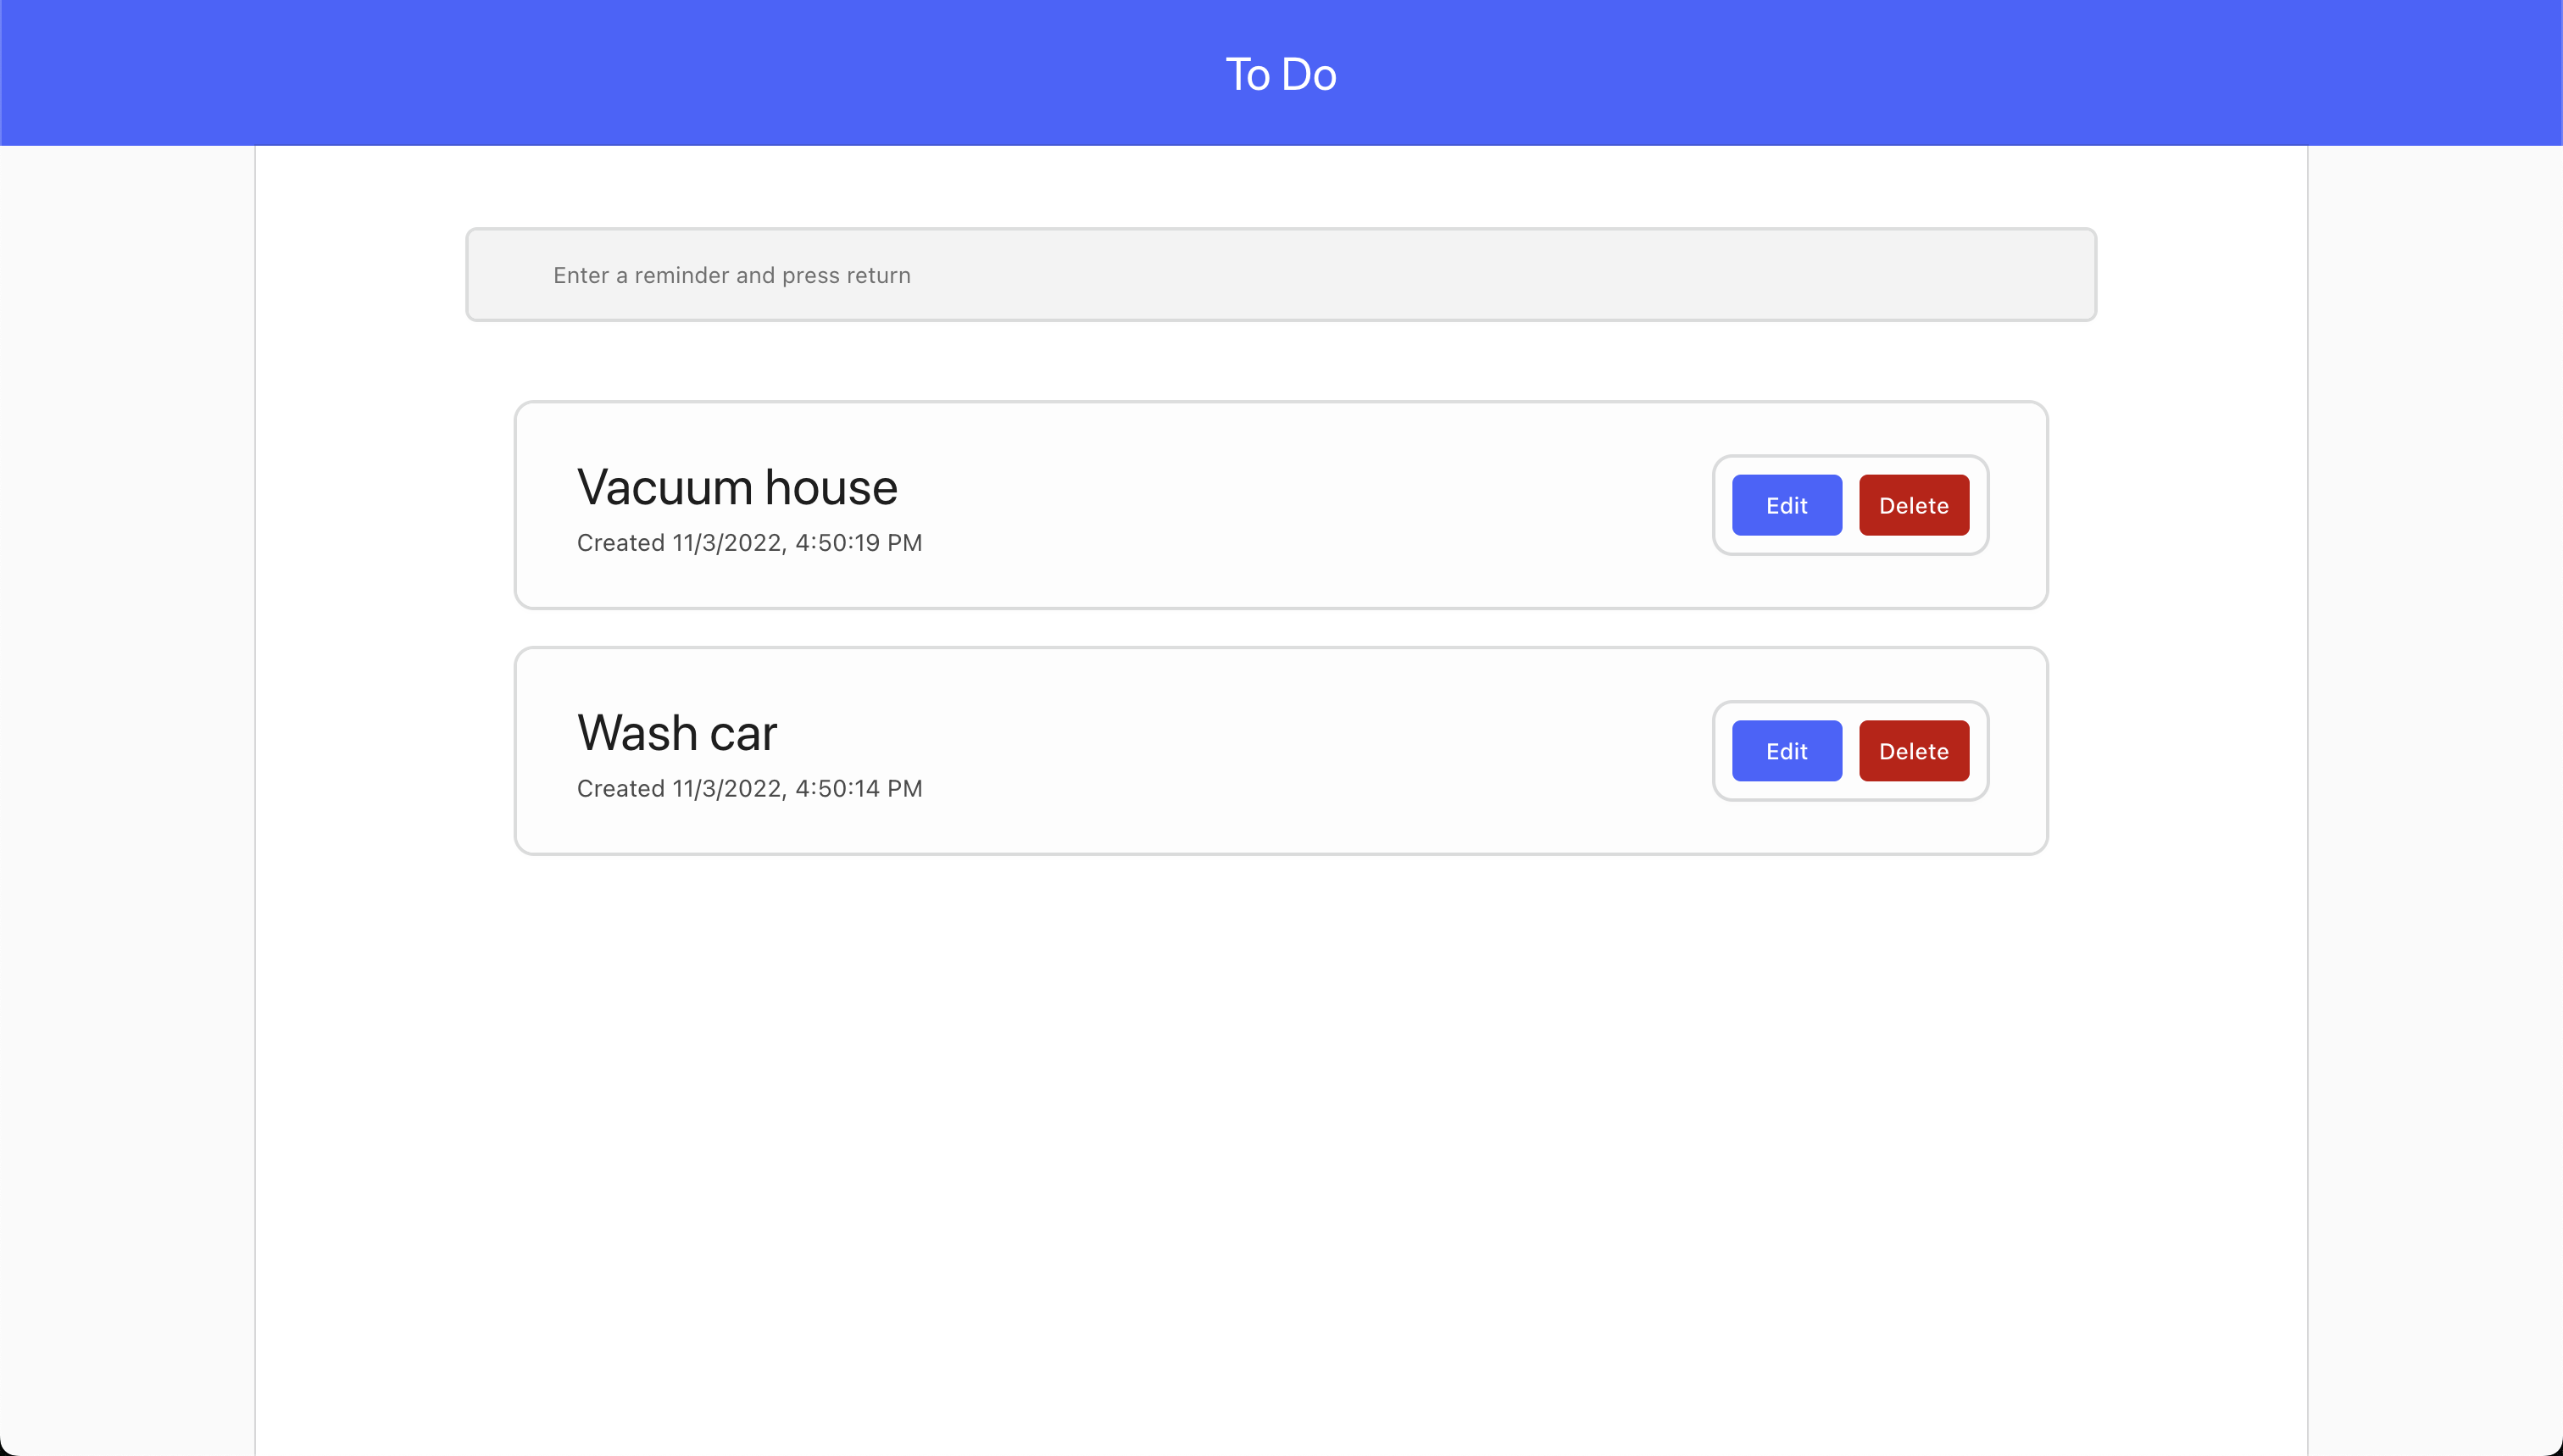 To Do
Enter a reminder and press return
Vacuum house
Created 11/3/2022, 4:50:19 PM
Edit
Delete
Wash car
Created 11/3/2022, 4:50:14 PM
Edit
Delete